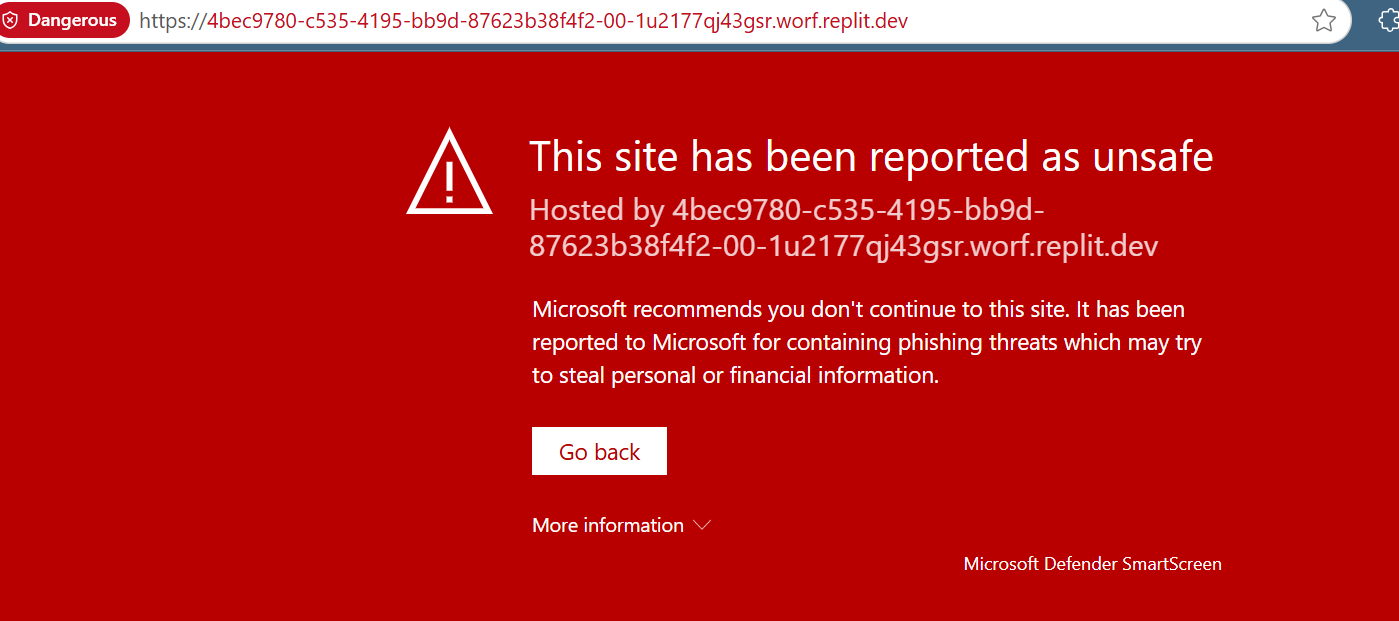 Dangerous https://4bec9780-c535-4195-bb9d-87623b38f4f2-00-1u2177qj43gsr.worf.replit.dev
This site has been reported as unsafe
Hosted by 4bec9780-c535-4195-bb9d-
87623b38f4f2-00-1u2177qj43gsr.worf.replit.dev
Microsoft recommends you don't continue to this site. It has been
reported to Microsoft for containing phishing threats which may try
to steal personal or financial information.
Go back
More information
Microsoft Defender SmartScreen